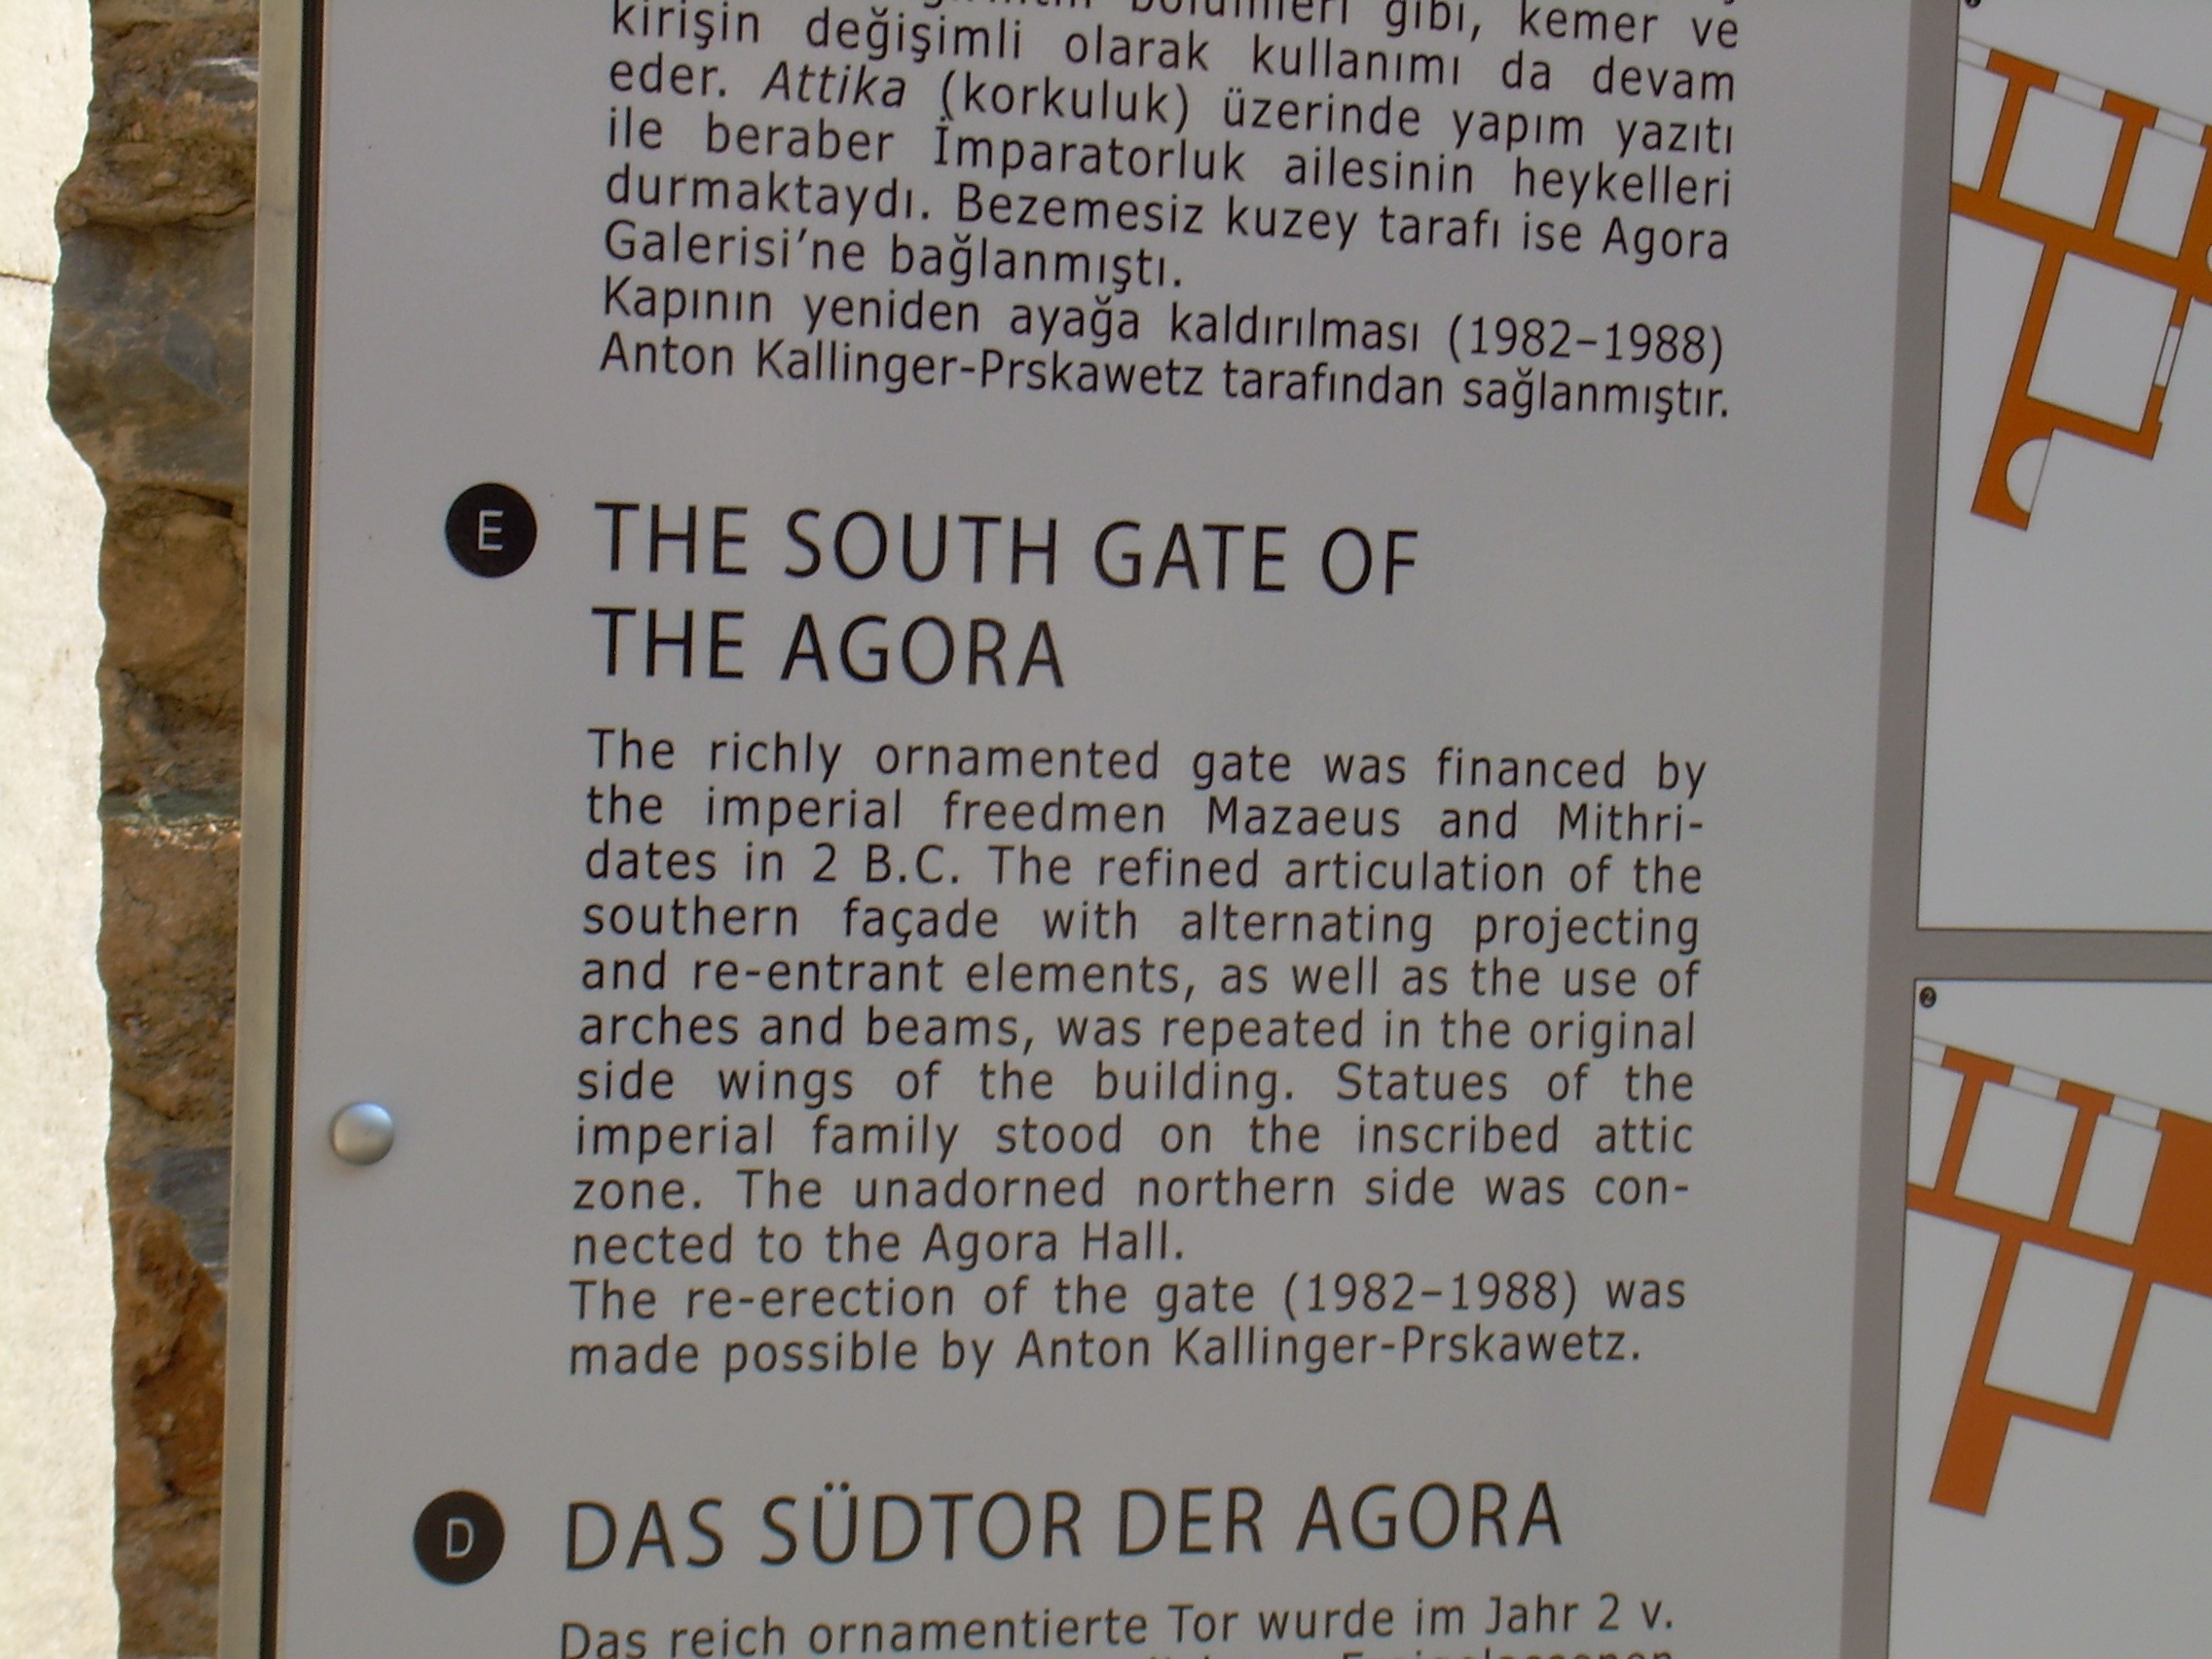 bölümleri gibi, kemer ve
kirişin değişimli olarak kullanımı da devam
eder. Attika (korkuluk) üzerinde yapım yazıtı
ile beraber İmparatorluk ailesinin heykelleri
durmaktaydı. Bezemesiz kuzey tarafı ise Agora
Galerisi’ne bağlanmıştı.
Kapının yeniden ayağa kaldırılması (1982–1988)
Anton Kallinger-Prskawetz tarafından sağlanmıştır.
E
THE SOUTH GATE OF
THE AGORA
The richly ornamented gate was financed by
the imperial freedmen Mazaeus and Mithri-
dates in 2 B.C. The refined articulation of the
southern façade with alternating projecting
and re-entrant elements, as well as the use of
arches and beams, was repeated in the original
side wings of the building. Statues of the
imperial family stood on the inscribed attic
zone. The unadorned northern side was con-
nected to the Agora Hall.
The re-erection of the gate (1982–1988) was
made possible by Anton Kallinger-Prskawetz.
D
DAS SÜDTOR DER AGORA
Das reich ornamentierte Tor wurde im Jahr 2 v.
2